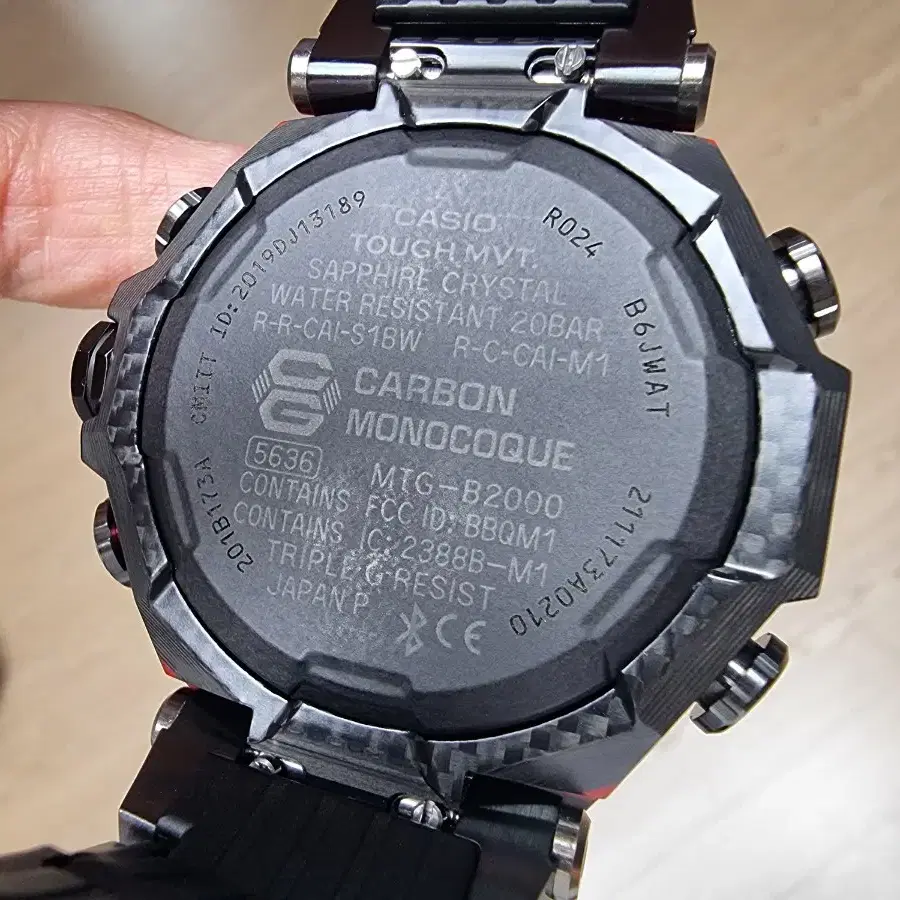 CASIO
TOUGH MVT.
SAPPHIRE CRYSTAL
WATER RESISTANT 20BAR
R-R-CAI-S1BW R-C-CAI-M1
CARBON
MONOCOQUE
5636
MTG-B2000
CONTAINS FCC ID: BBQM1
CONTAINS IC: 2388B-M1
TRIPLE G RESIST
JAPAN P
CE
201B173A CMIIT ID:2019DJ13189
R024
B6JWAT
211173A0210